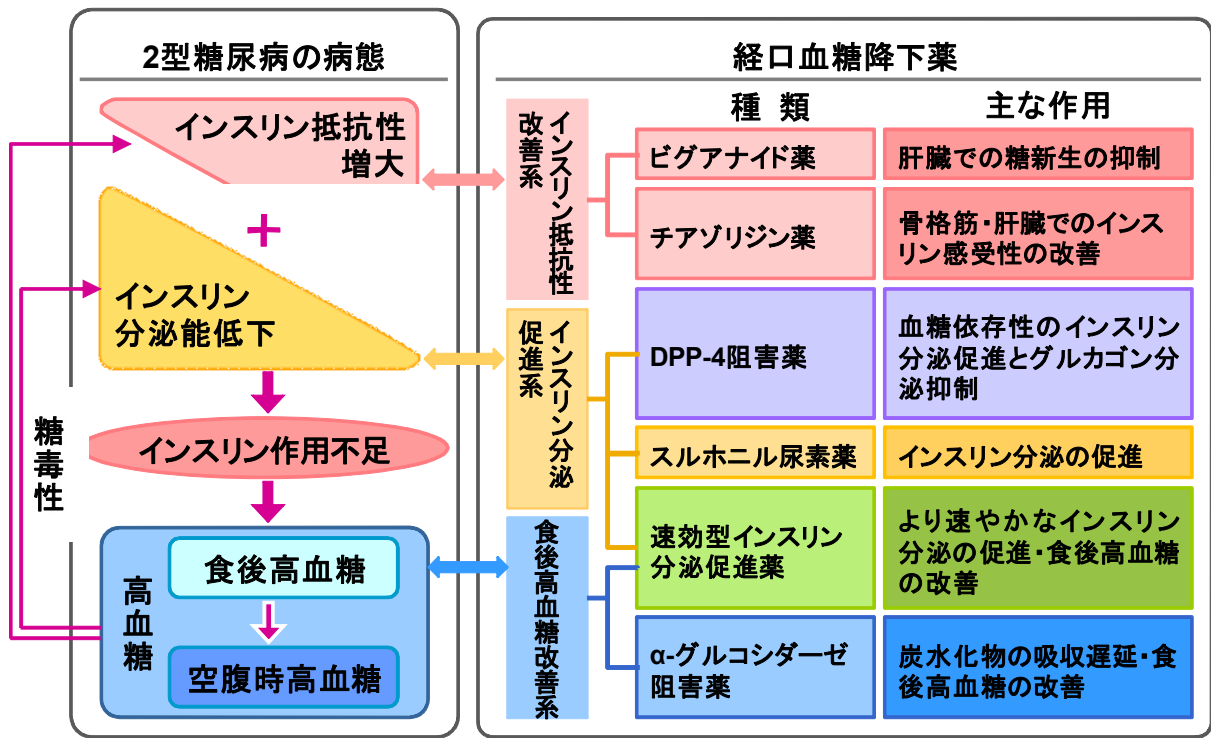 2型糖尿病の病態
インスリン抵抗性
増大
+
インスリン
分泌能低下
インスリン作用不足
糖毒性
高血糖
食後高血糖
空腹時高血糖
経口血糖降下薬
種 類
主な作用
インスリン抵抗性
改善系
ビグアナイド薬
肝臓での糖新生の抑制
チアゾリジン薬
骨格筋・肝臓でのインス
リン感受性の改善
インスリン分泌
促進系
DPP-4阻害薬
血糖依存性のインスリン
分泌促進とグルカゴン分
泌抑制
スルホニル尿素薬
インスリン分泌の促進
速効型インスリン
分泌促進薬
より速やかなインスリン
分泌の促進・食後高血糖
の改善
食後高血糖改善系
α-グルコシダーゼ
阻害薬
炭水化物の吸収遅延・食
後高血糖の改善